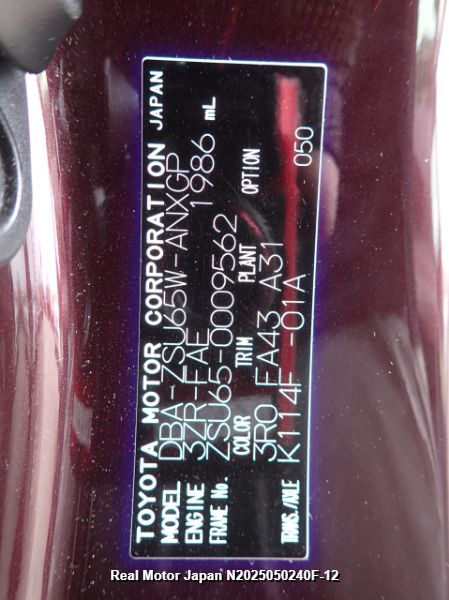 TOYOTA MOTOR CORPORATION JAPAN
MODEL DBA-ZSU65W-ANXGP
ENGINE 3ZR-FAE 1986 mL
FRAME No. ZSU65-0009562
COLOR TRIM PLANT OPTION
3R0 FA43 A31
TRANS./AXLE K114F -01A 050
Real Motor Japan N2025050240F-12